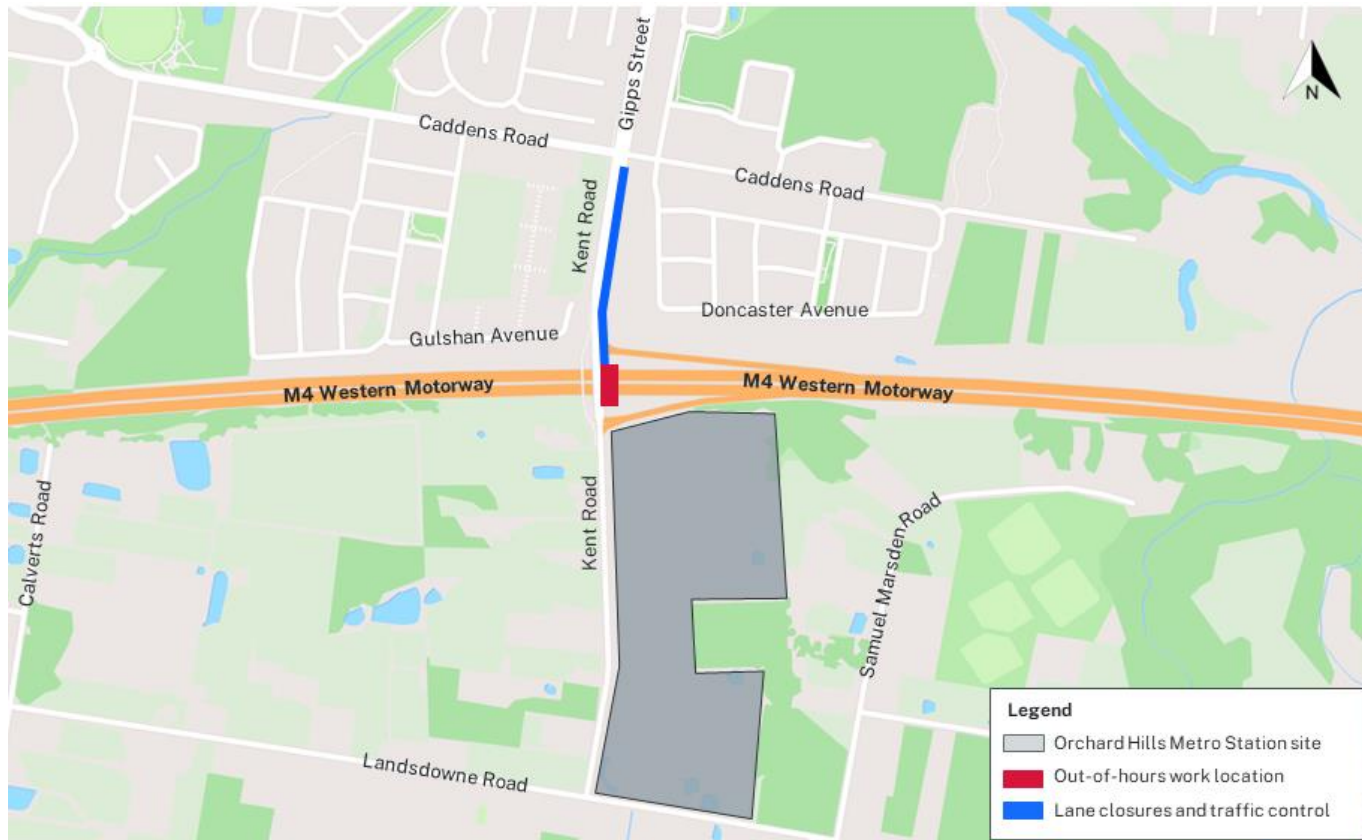 Gipps Street
N
Caddens Road
Caddens Road
Kent Road
Doncaster Avenue
Gulshan Avenue
M4 Western Motorway
M4 Western Motorway
Calverts Road
Kent Road
Samuel Marsden Road
Landsdowne Road
Legend
Orchard Hills Metro Station site
Out-of-hours work location
Lane closures and traffic control